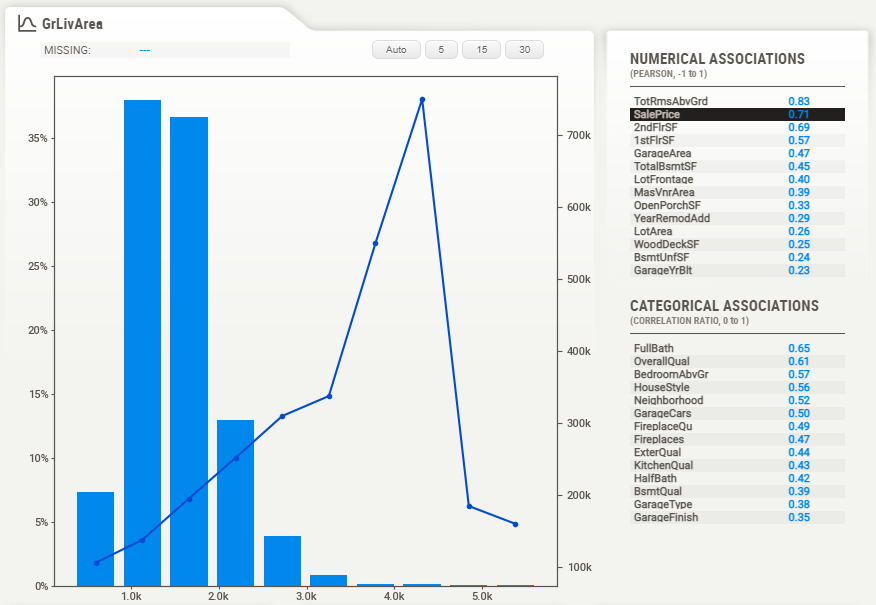 GrLivArea
MISSING: ---
Auto 5 15 30
35%
30%
25%
20%
15%
10%
5%
0%
700k
600k
500k
400k
300k
200k
100k
1.0k 2.0k 3.0k 4.0k 5.0k
NUMERICAL ASSOCIATIONS
(PEARSON, -1 to 1)
TotRmsAbvGrd 0.83
SalePrice 0.71
2ndFlrSF 0.69
1stFlrSF 0.57
GarageArea 0.47
TotalBsmtSF 0.45
LotFrontage 0.40
MasVnrArea 0.39
OpenPorchSF 0.33
YearRemodAdd 0.29
LotArea 0.26
WoodDeckSF 0.25
BsmtUnfSF 0.24
GarageYrBlt 0.23
CATEGORICAL ASSOCIATIONS
(CORRELATION RATIO, 0 to 1)
FullBath 0.65
OverallQual 0.61
BedroomAbvGr 0.57
HouseStyle 0.56
Neighborhood 0.52
GarageCars 0.50
FireplaceQu 0.49
Fireplaces 0.47
ExterQual 0.44
KitchenQual 0.43
HalfBath 0.42
BsmtQual 0.39
GarageType 0.38
GarageFinish 0.35